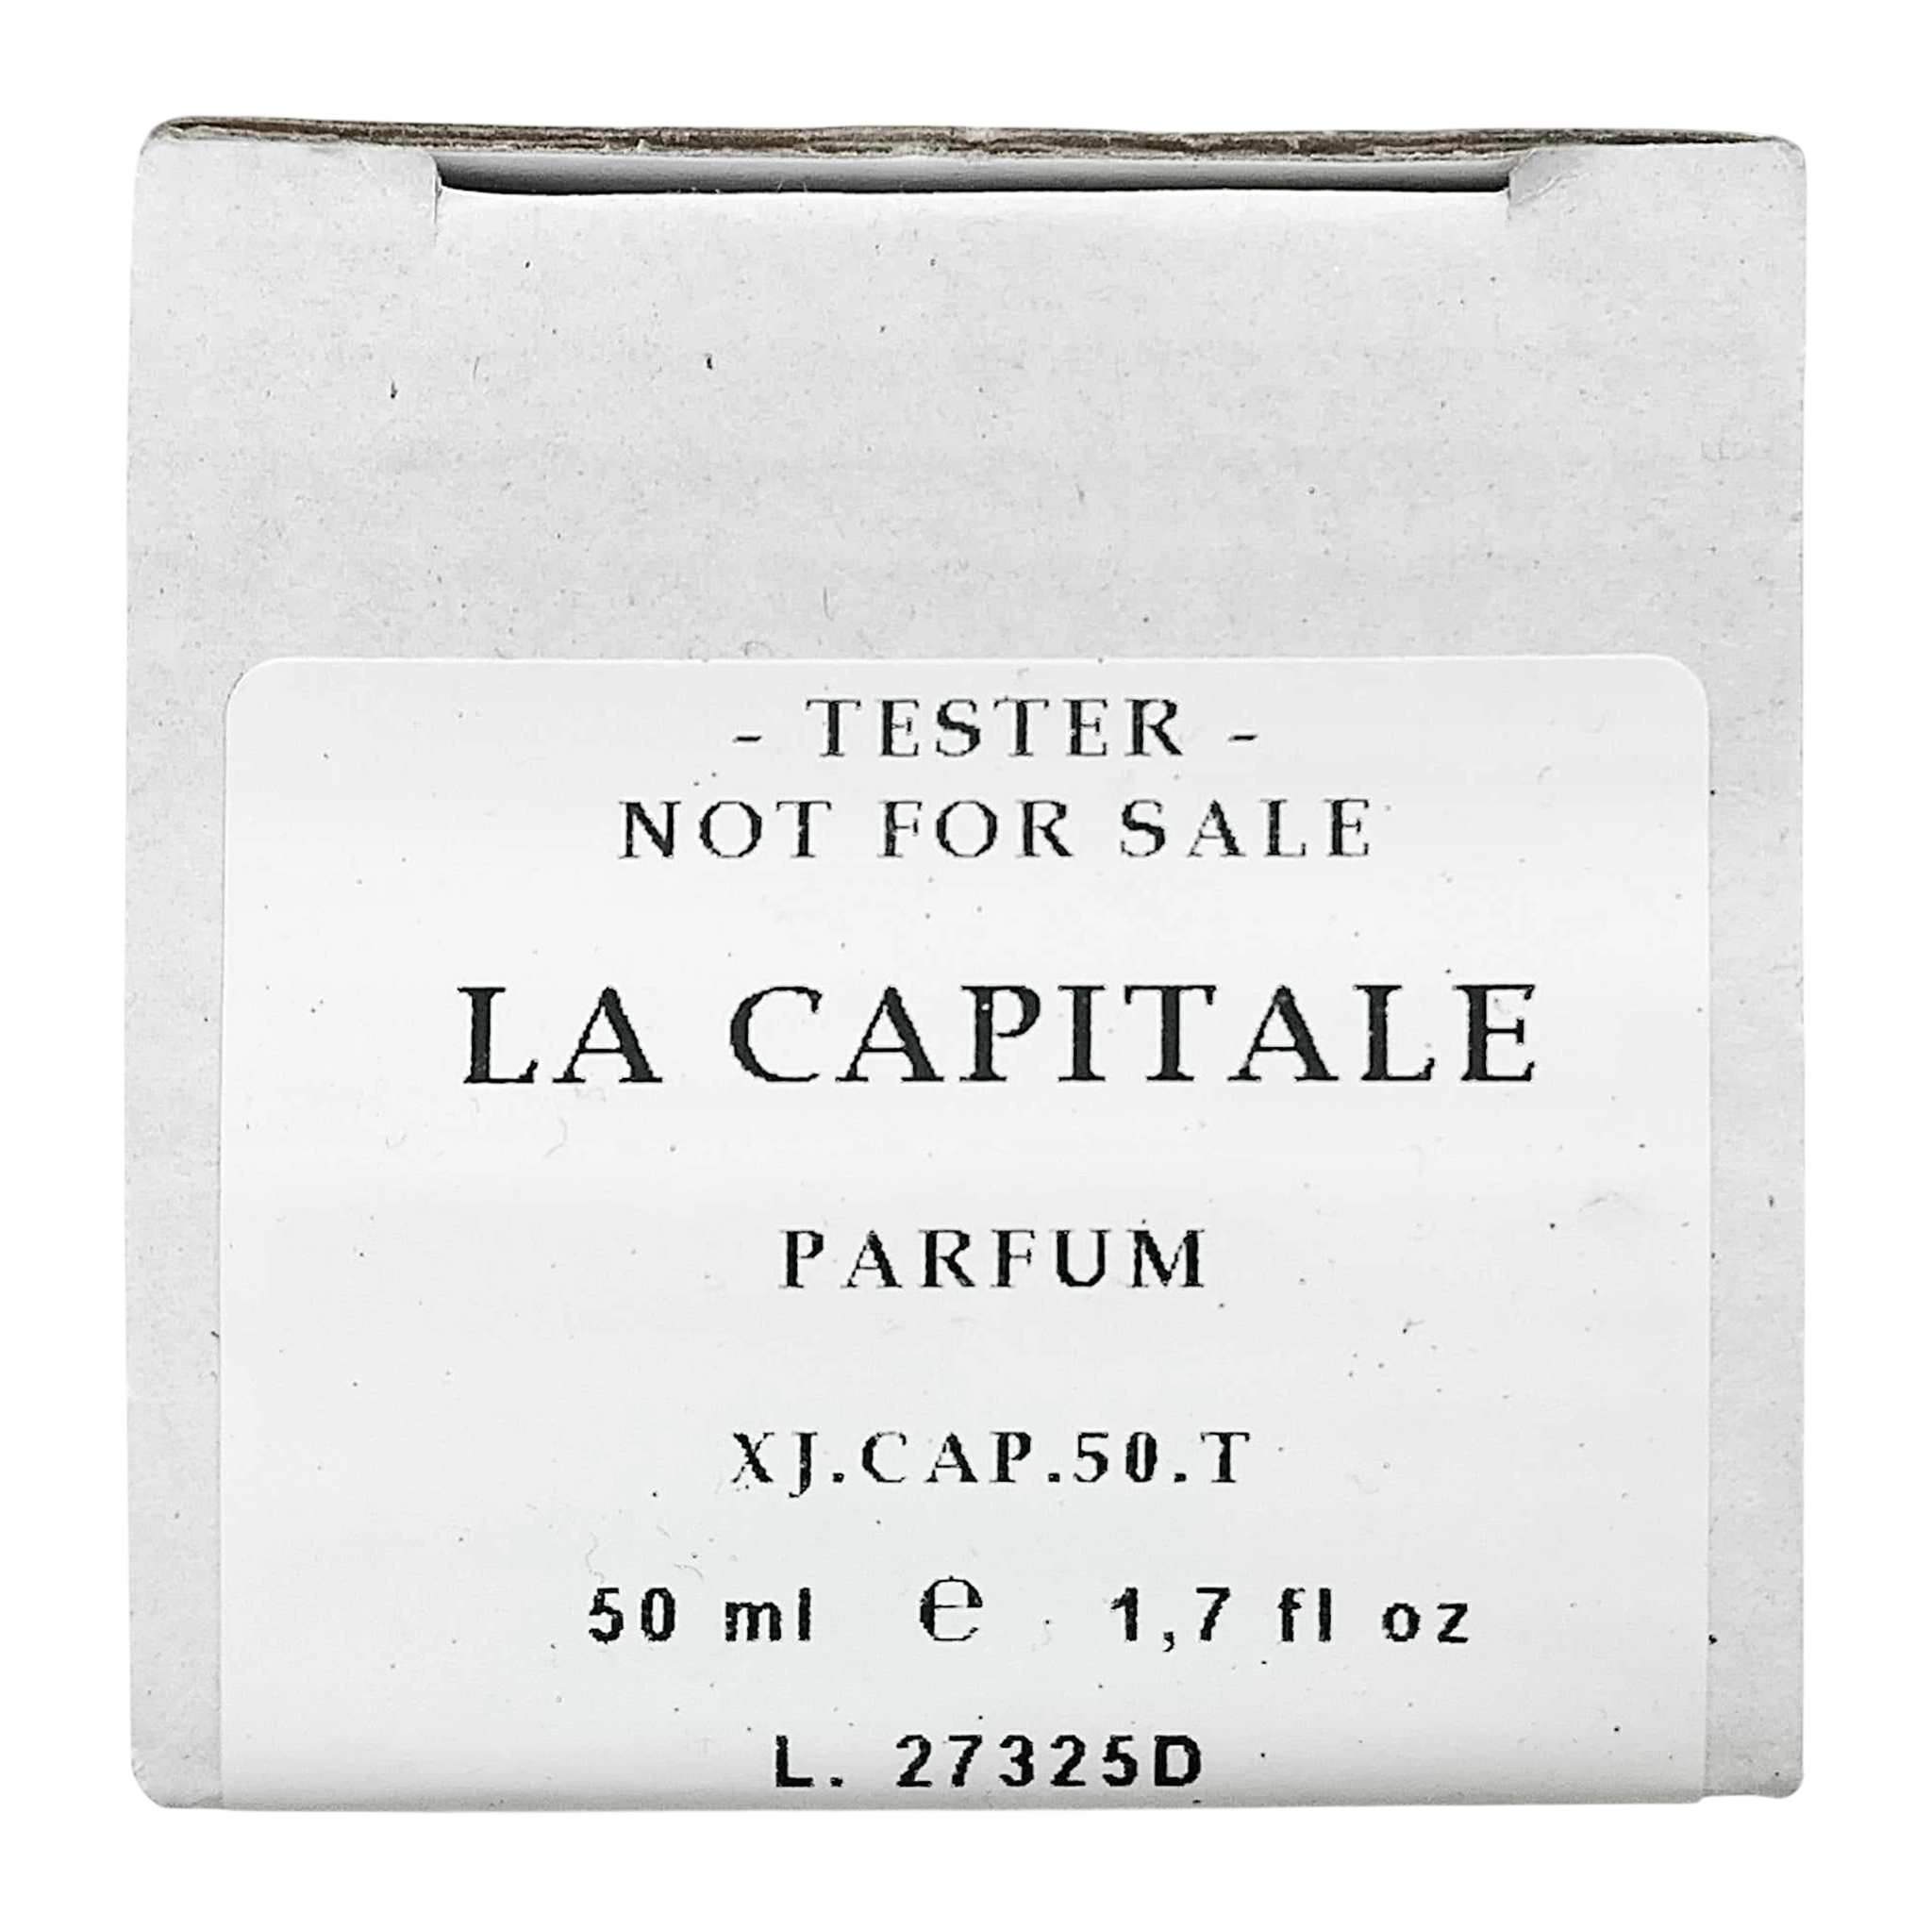 - TESTER -
NOT FOR SALE
LA CAPITALE
PARFUM
XJ.CAP.50.T
50 ml ℮ 1,7 fl oz
L. 27325D